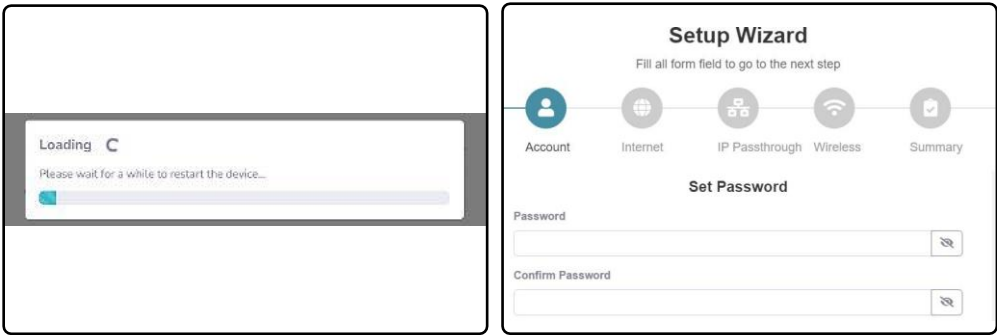 Loading
Please wait for a while to restart the device...
Setup Wizard
Fill all form field to go to the next step
Account Internet IP Passthrough Wireless Summary
Set Password
Password
Confirm Password